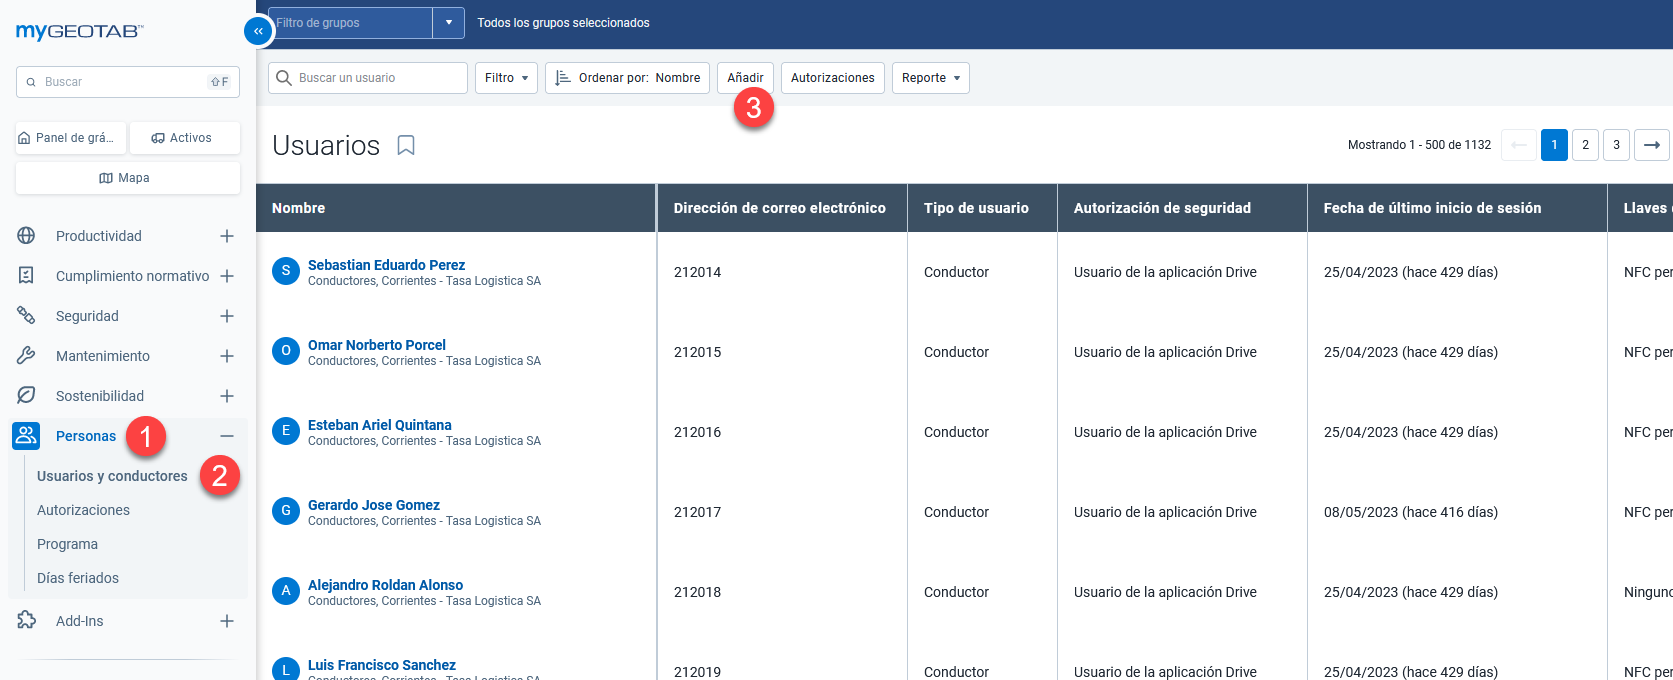 myGEOTAB™
Buscar
F
Panel de grá...
Activos
Mapa
Productividad
Cumplimiento normativo
Seguridad
Mantenimiento
Sostenibilidad
Personas
1
Usuarios y conductores
2
Autorizaciones
Programa
Días feriados
Add-Ins
Filtro de grupos
Todos los grupos seleccionados
Buscar un usuario
Filtro
Ordenar por: Nombre
Añadir
Autorizaciones
Reporte
3
Usuarios
Mostrando 1 - 500 de 1132
1 2 3
Nombre Dirección de correo electrónico Tipo de usuario Autorización de seguridad Fecha de último inicio de sesión Llaves
S Sebastian Eduardo Perez 212014 Conductor Usuario de la aplicación Drive 25/04/2023 (hace 429 días) NFC per
Conductores, Corrientes - Tasa Logistica SA
O Omar Norberto Porcel 212015 Conductor Usuario de la aplicación Drive 25/04/2023 (hace 429 días) NFC per
Conductores, Corrientes - Tasa Logistica SA
E Esteban Ariel Quintana 212016 Conductor Usuario de la aplicación Drive 25/04/2023 (hace 429 días) NFC per
Conductores, Corrientes - Tasa Logistica SA
G Gerardo Jose Gomez 212017 Conductor Usuario de la aplicación Drive 08/05/2023 (hace 416 días) NFC per
Conductores, Corrientes - Tasa Logistica SA
A Alejandro Roldan Alonso 212018 Conductor Usuario de la aplicación Drive 25/04/2023 (hace 429 días) Ninguno
Conductores, Corrientes - Tasa Logistica SA
L Luis Francisco Sanchez 212019 Conductor Usuario de la aplicación Drive 25/04/2023 (hace 429 días) NFC per
Conductores, Corrientes - Tasa Logistica SA